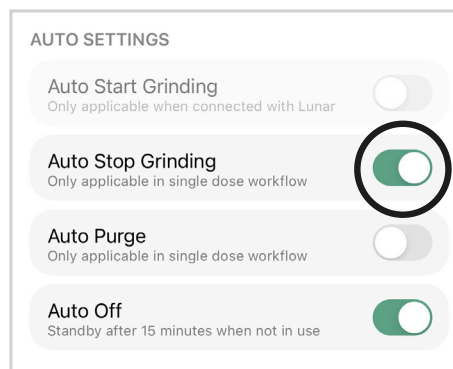 AUTO SETTINGS
Auto Start Grinding
Only applicable when connected with Lunar
Auto Stop Grinding
Only applicable in single dose workflow
Auto Purge
Only applicable in single dose workflow
Auto Off
Standby after 15 minutes when not in use